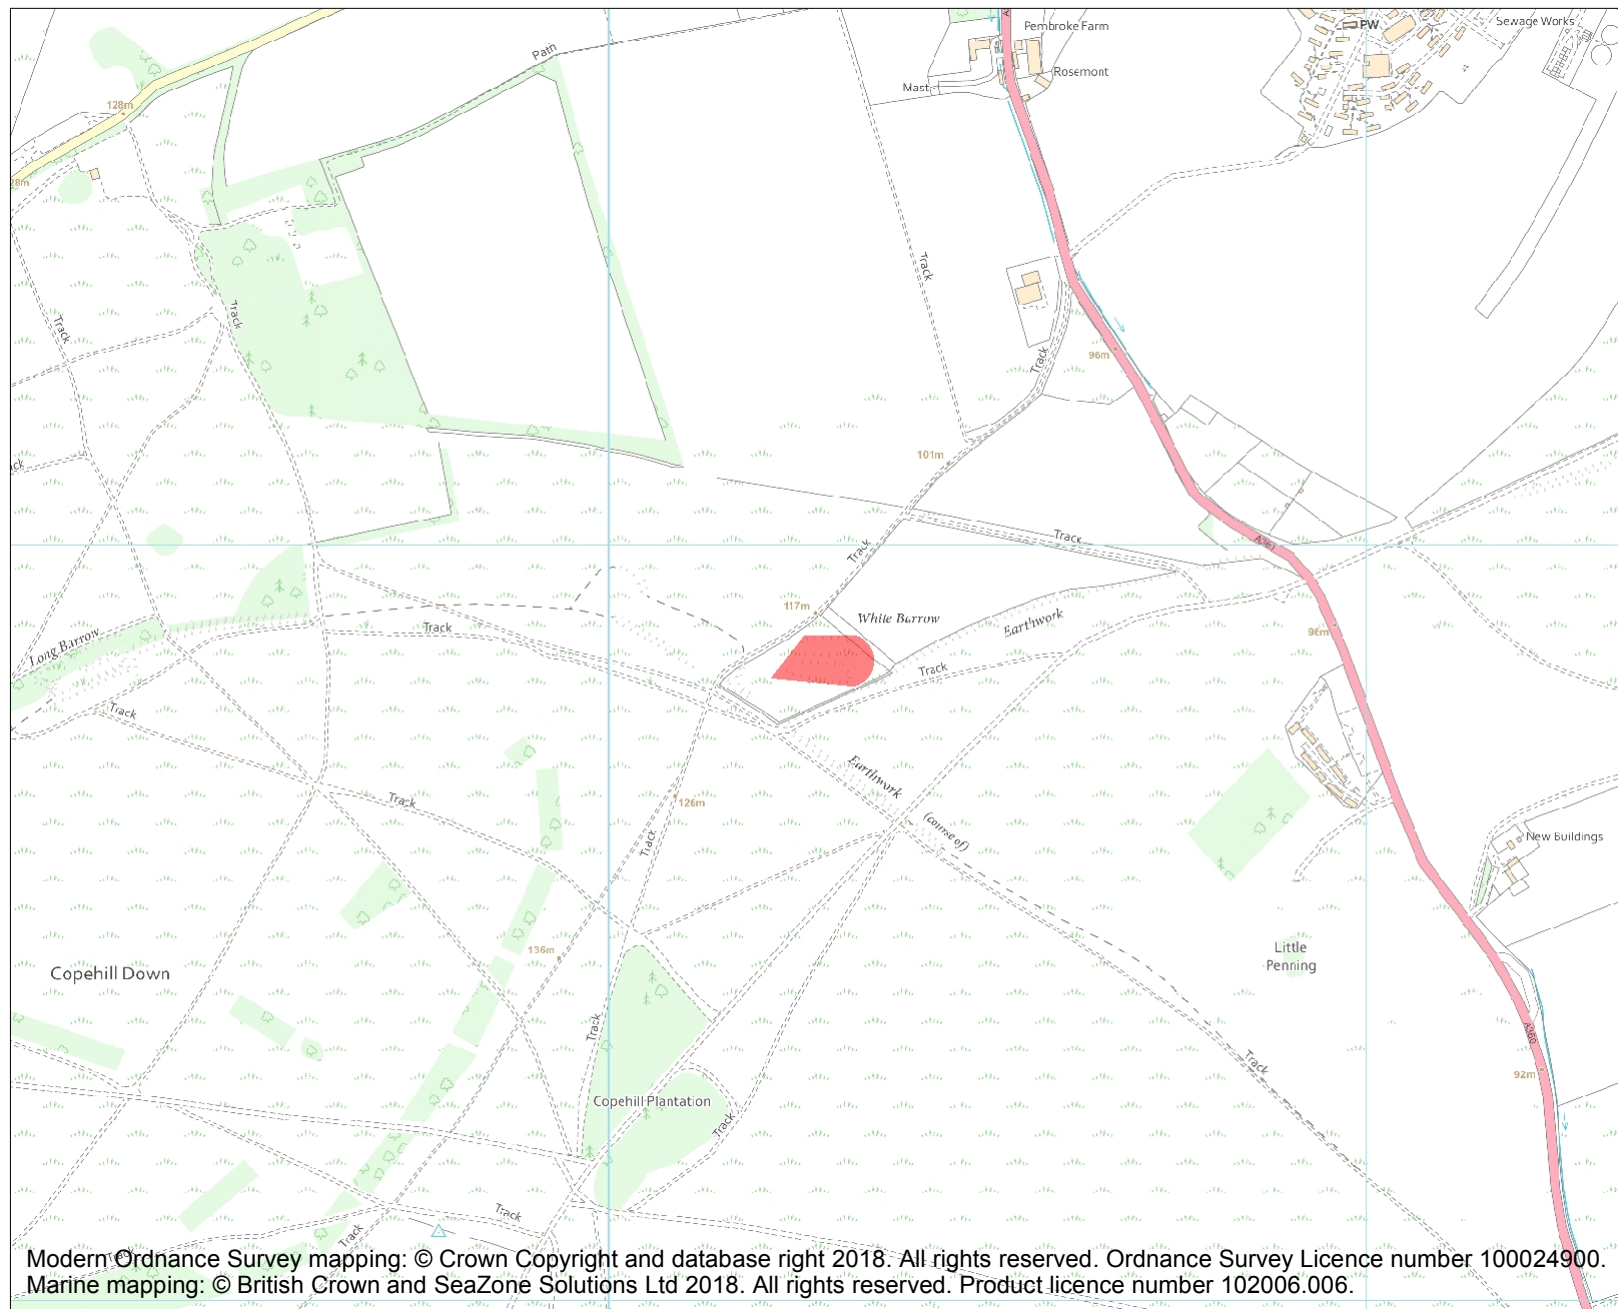 Pembroke Farm
PW
Sewage Works
Path
Rosemont
Mast
128m
28m
Track
Track
Track
Track
96m
101m
ck
Track
A360
Track
117m
White Barrow
Earthwork
96m
Long Barrow
Track
Track
Track
Earthwork
(course of)
Track
126m
Track
New Buildings
136m
Little
Penning
Copehill Down
Track
A360
Track
92m
Copehill Plantation
Track
Track
Track
Track
Modern Ordnance Survey mapping: © Crown Copyright and database right 2018. All rights reserved. Ordnance Survey Licence number 100024900.
Marine mapping: © British Crown and SeaZone Solutions Ltd 2018. All rights reserved. Product licence number 102006.006.